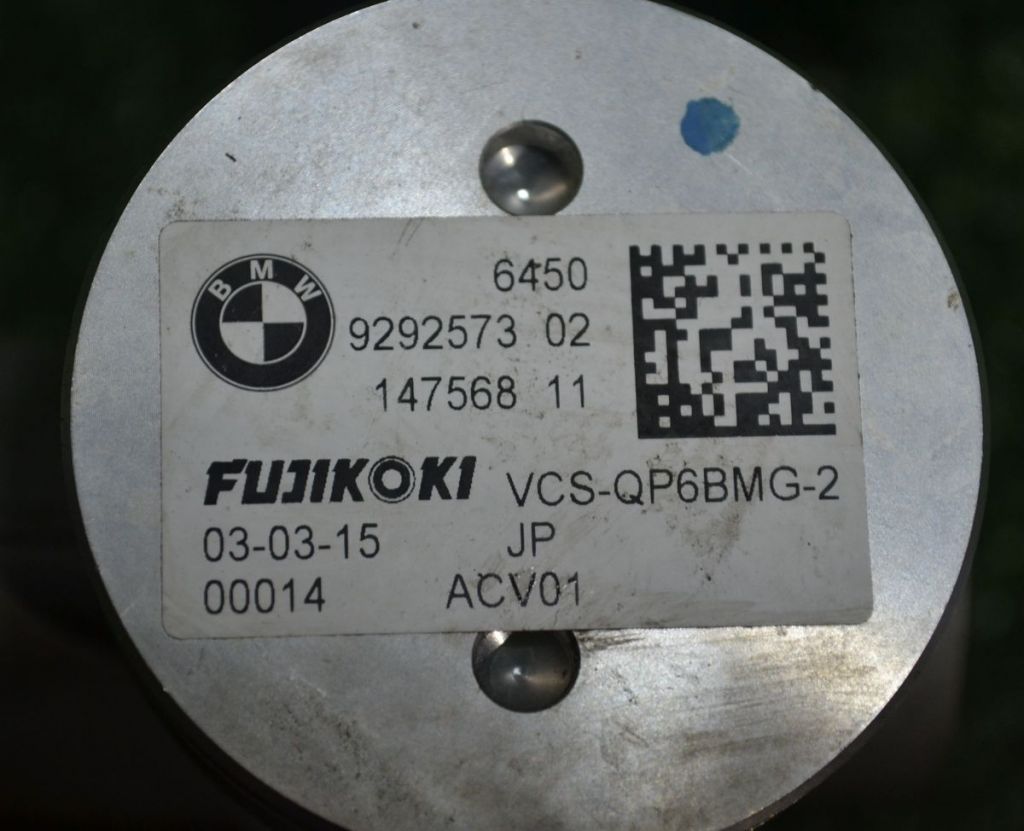 BMW
6450
9292573 02
147568 11
FUJIKOKI VCS-QP6BMG-2
03-03-15 JP
00014 ACV01